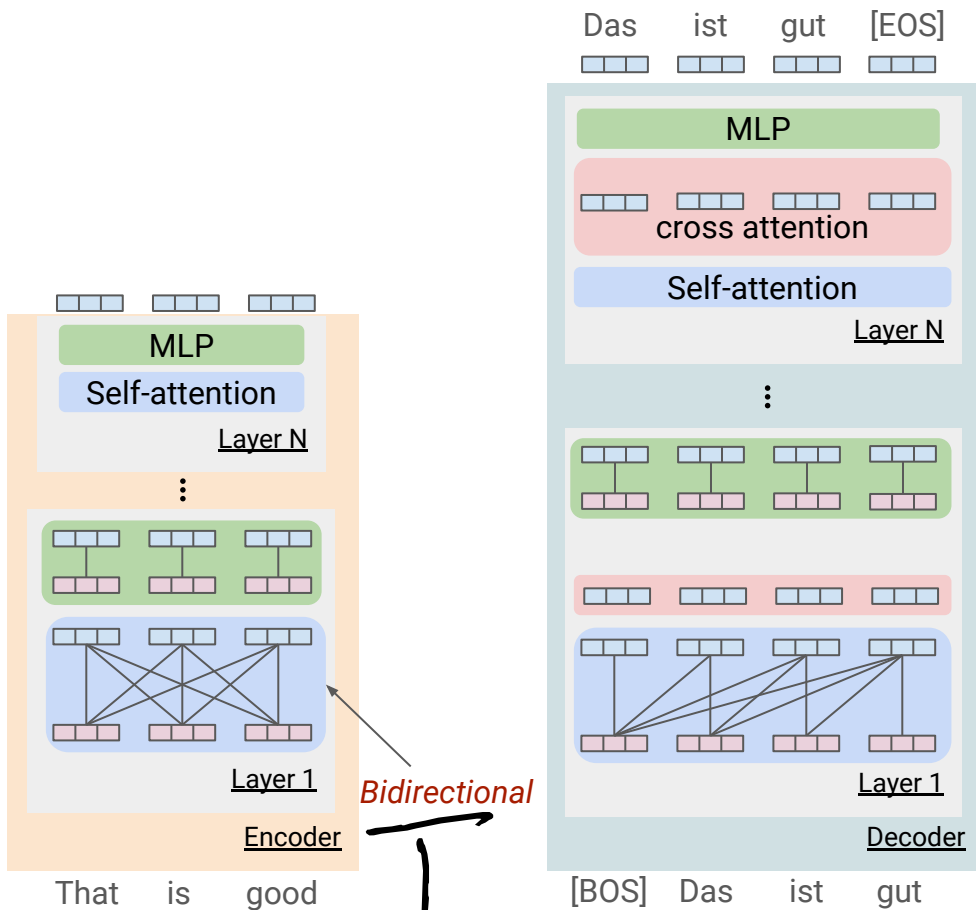 Das ist gut [EOS]
MLP
cross attention
Self-attention
Layer N
MLP
Self-attention
Layer N
Layer 1
Bidirectional
Layer 1
Encoder
Decoder
That is good
[BOS] Das ist gut